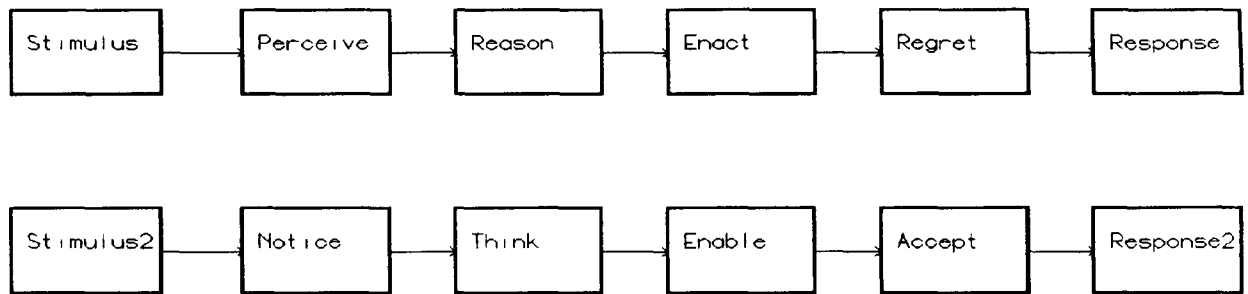 Stimulus Perceive Reason Enact Regret Response
Stimulus2 Notice Think Enable Accept Response2